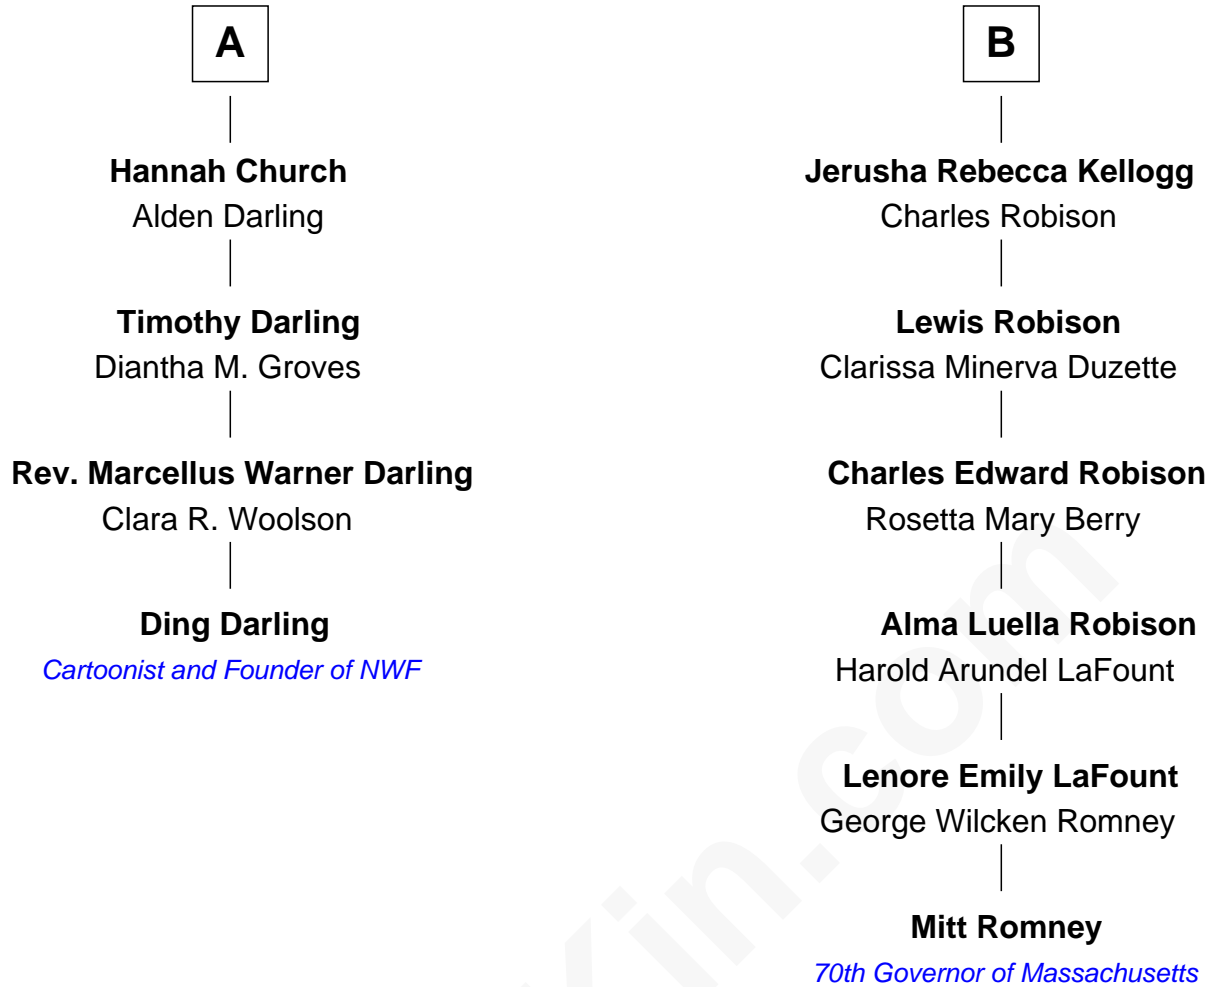 A
Hannah Church
Alden Darling
Timothy Darling
Diantha M. Groves
Rev. Marcellus Warner Darling
Clara R. Woolson
Ding Darling
Cartoonist and Founder of NWF
B
Jerusha Rebecca Kellogg
Charles Robison
Lewis Robison
Clarissa Minerva Duzette
Charles Edward Robison
Rosetta Mary Berry
Alma Luella Robison
Harold Arundel LaFount
Lenore Emily LaFount
George Wilcken Romney
Mitt Romney
70th Governor of Massachusetts
Kin.com